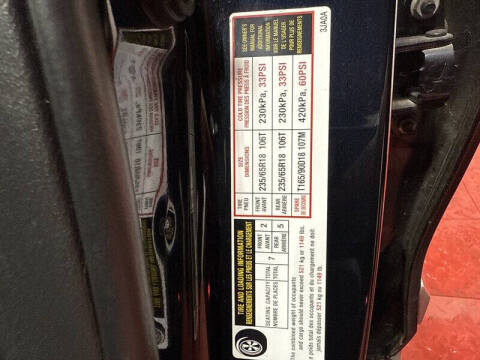 TIRE AND LOADING INFORMATION
RENSEIGNEMENTS SUR LES PNEUS ET LE CHARGEMENT
SEATING CAPACITY TOTAL 7 FRONT 2 REAR 5
NOMBRE DE PLACES TOTAL AVANT ARRIÈRE
The combined weight of occupants
and cargo should never exceed 521 kg or 1149 lbs.
Le poids total des occupants et du chargement ne doit
jamais dépasser 521 kg ou 1149 lb.
TIRE SIZE COLD TIRE PRESSURE
PNEU DIMENSIONS PRESSION DES PNEUS À FROID
FRONT 235/65R18 106T 230kPa, 33PSI
AVANT
REAR 235/65R18 106T 230kPa, 33PSI
ARRIÈRE
SPARE T165/90D18 107M 420kPa, 60PSI
DE SECOURS
SEE OWNER'S
MANUAL FOR
ADDITIONAL
INFORMATION
VOIR LE MANUEL
DE L'USAGER
POUR PLUS DE
RENSEIGNEMENTS
3JA0A